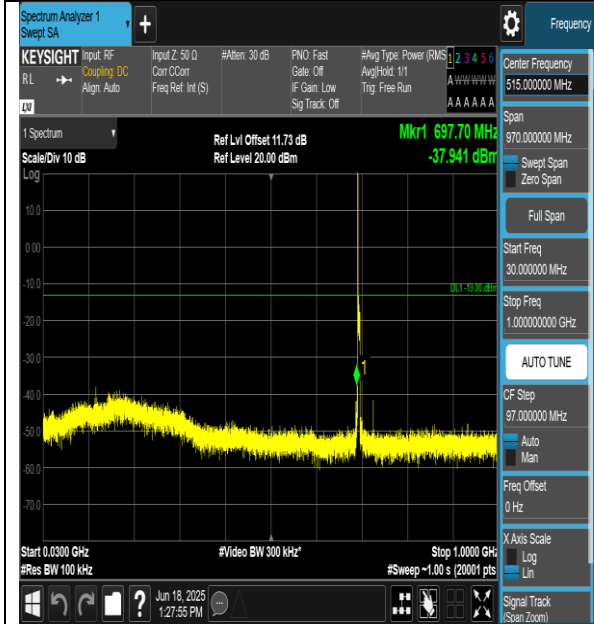 Spectrum Analyzer 1
Swept SA
Frequency
KEYSIGHT
RL
Input: RF
Coupling: DC
Align: Auto
Input Z: 50 Ω
Corr CCorr
Freq Ref: Int (S)
#Atten: 30 dB
PNO: Fast
Gate: Off
IF Gain: Low
Sig Track: Off
#Avg Type: Power (RMS
Avg|Hold: 1/1
Trig: Free Run
1 2 3 4 5 6
A W W W W W
A A A A A A
1 Spectrum
Scale/Div 10 dB
Log
Ref Lvl Offset 11.73 dB
Ref Level 20.00 dBm
Mkr1 697.70 MHz
-37.941 dBm
10.0
0.00
-10.0
-20.0
-30.0
-40.0
-50.0
-60.0
-70.0
DL1 -13.00 dBm
1
Start 0.0300 GHz
#Res BW 100 kHz
#Video BW 300 kHz*
Stop 1.0000 GHz
#Sweep ~1.00 s (20001 pts
Jun 18, 2025
1:27:55 PM
Center Frequency
515.000000 MHz
Span
970.000000 MHz
Swept Span
Zero Span
Full Span
Start Freq
30.000000 MHz
Stop Freq
1.000000000 GHz
AUTO TUNE
CF Step
97.000000 MHz
Auto
Man
Freq Offset
0 Hz
X Axis Scale
Log
Lin
Signal Track
(Span Zoom)